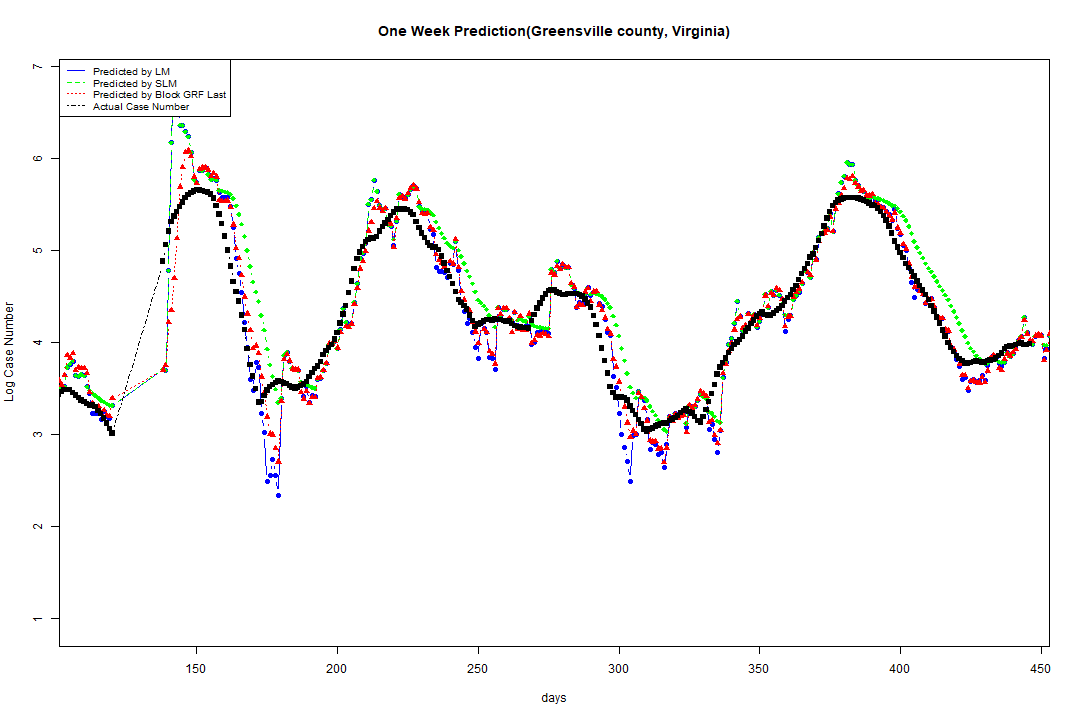 One Week Prediction(Greensville county, Virginia)
Predicted by LM
Predicted by SLM
Predicted by Block GRF Last
Actual Case Number
Log Case Number
7
6
5
4
3
2
1
150 200 250 300 350 400 450
days